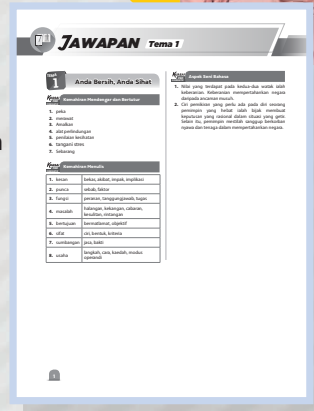 JAWAPAN Tema 1
1
Anda Bersih, Anda Sihat
Kemahiran Mendengar dan Bertutur
1. peka
2. merawat
3. Amalkan
4. alat perlindungan
5. penilaian kesihatan
6. tangani stres
7. Sebarang
Kemahiran Menulis
1. kesan bekas, akibat, impak, implikasi
2. punca sebab, faktor
3. fungsi peranan, tanggungjawab, tugas
4. masalah halangan, kekangan, cabaran, kesulitan, rintangan
5. bertujuan bermatlamat, objektif
6. sifat ciri, bentuk, kriteria
7. sumbangan jasa, bakti
8. usaha langkah, cara, kaedah, modus operandi
Aspek Seni Bahasa
1. Nilai yang terdapat pada kedua-dua watak ialah
keberanian. Keberanian mempertahankan negara
daripada ancaman musuh.
2. Ciri pemikiran yang perlu ada pada diri seorang
pemimpin yang hebat ialah bijak membuat
keputusan yang rasional dalam situasi yang getir.
Selain itu, pemimpin mestilah sanggup berkorban
nyawa dan tenaga dalam mempertahankan negara.
1